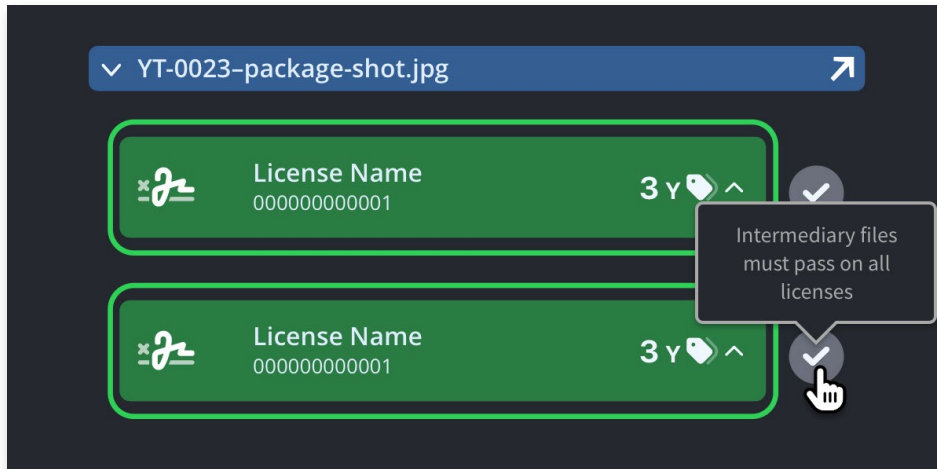 YT-0023–package-shot.jpg
License Name
000000000001
3 Y
Intermediary files
must pass on all
licenses
License Name
000000000001
3 Y